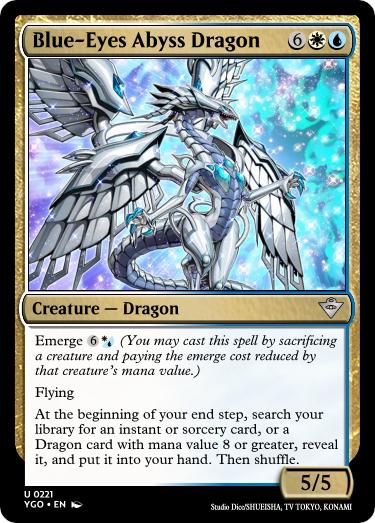 Blue-Eyes Abyss Dragon 6
Creature — Dragon
Emerge 6 (You may cast this spell by sacrificing
a creature and paying the emerge cost reduced by
that creature's mana value.)
Flying
At the beginning of your end step, search your
library for an instant or sorcery card, or a
Dragon card with mana value 8 or greater, reveal
it, and put it into your hand. Then shuffle.
5/5
U 0221
YGO • EN
Studio Dice/SHUEISHA, TV TOKYO, KONAMI